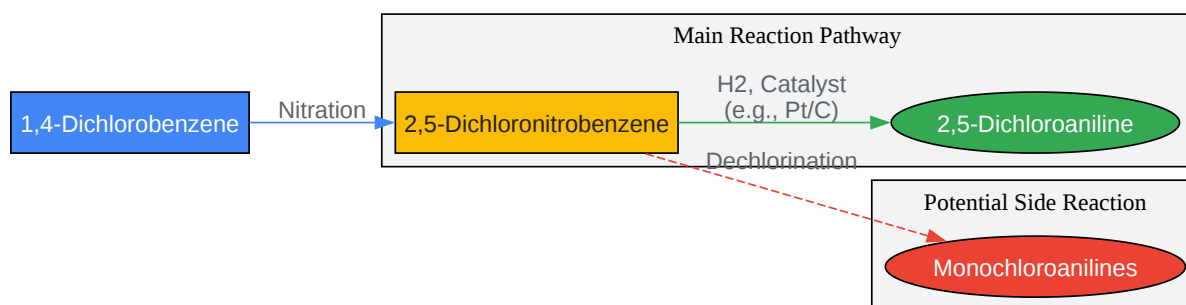 Main Reaction Pathway
1,4-Dichlorobenzene
Nitration
2,5-Dichloronitrobenzene
H2, Catalyst
(e.g., Pt/C)
2,5-Dichloroaniline
Dechlorination
Potential Side Reaction
Monochloroanilines